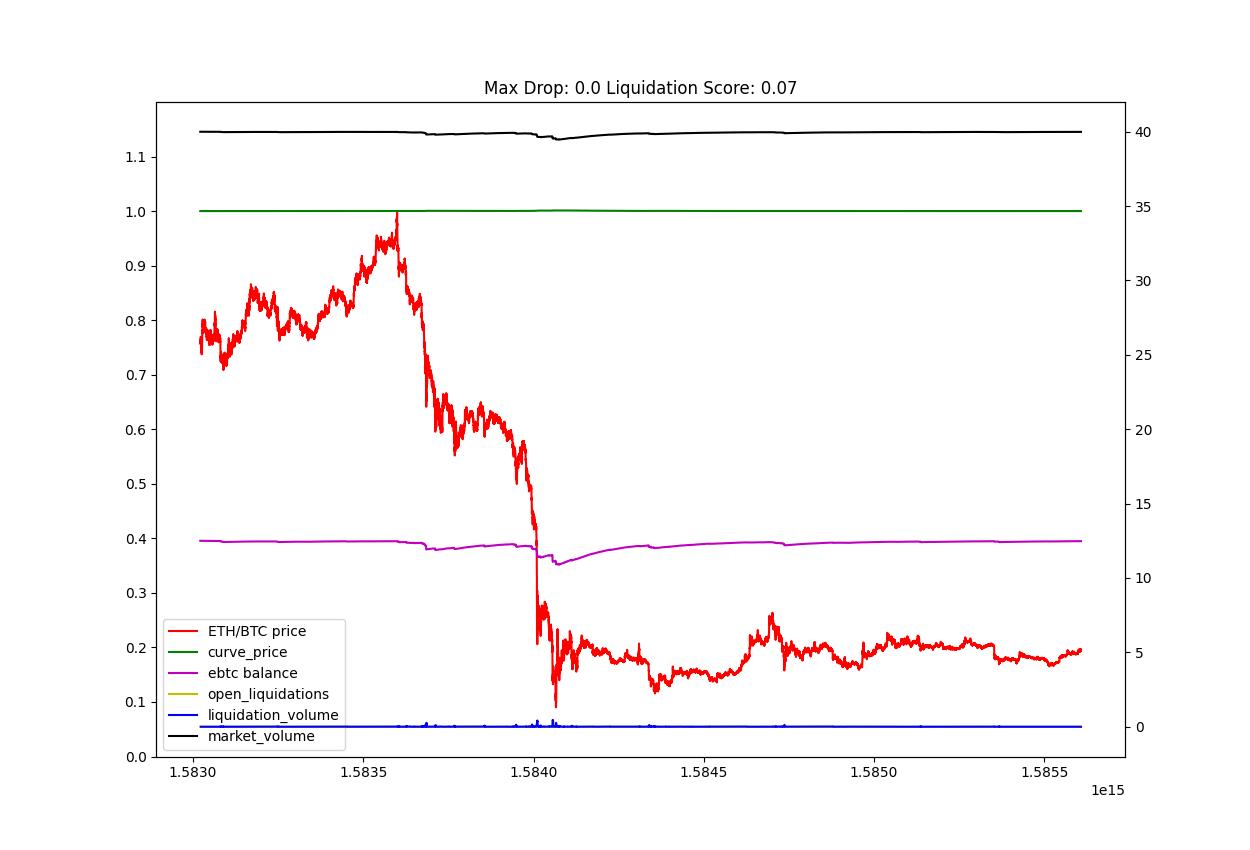 Max Drop: 0.0 Liquidation Score: 0.07
1.1
1.0
0.9
0.8
0.7
0.6
0.5
0.4
0.3
0.2
0.1
0.0
40
35
30
25
20
15
10
5
0
ETH/BTC price
curve_price
ebtc balance
open_liquidations
liquidation_volume
market_volume
1.5830 1.5835 1.5840 1.5845 1.5850 1.5855
1e15